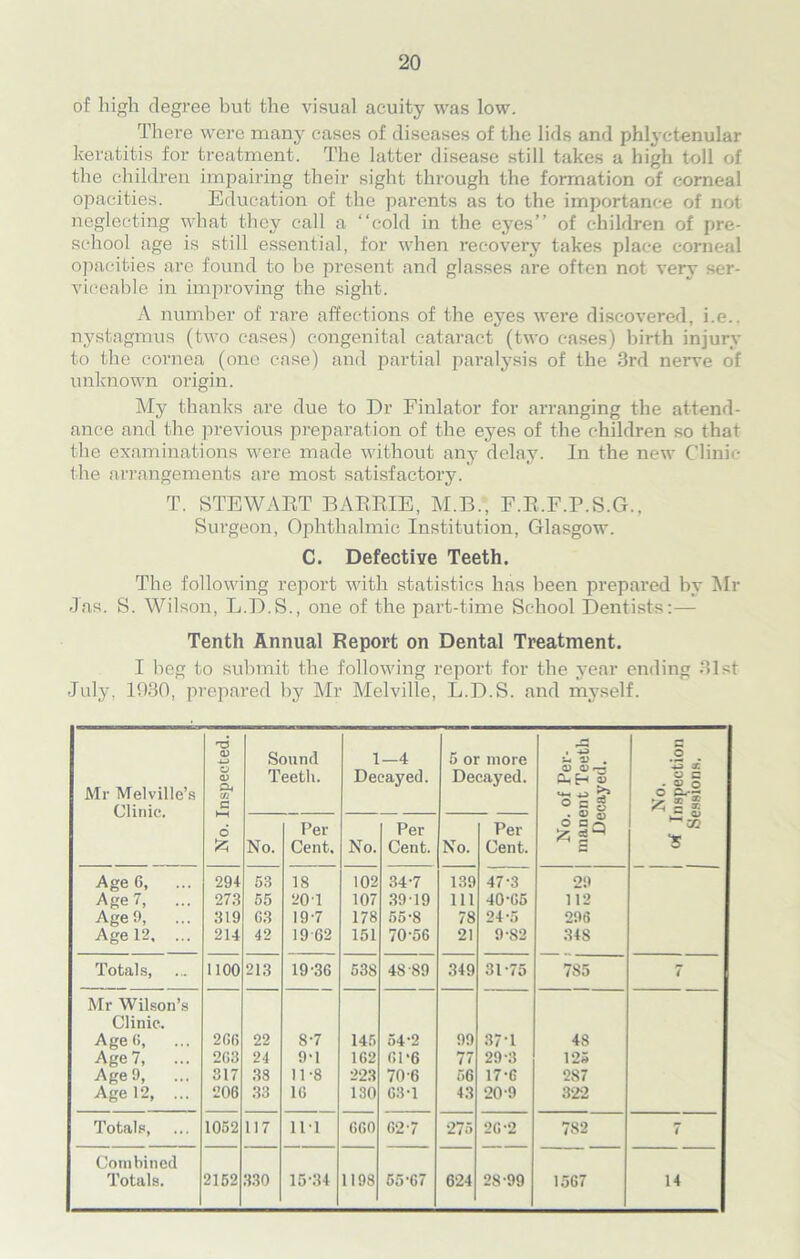 20
of high degree but the visual acuity was low.
There were many cases of diseases of the lids and phlyctenular
keratitis for treatment. The latter disease still takes a high toll of
the children impairing their sight through the formation of corneal
opacities. Education of the parents as to the importance of not
neglecting what they call a “cold in the eyes” of children of pre-
school age is still essential, for when recovery takes place corneal
opacities are found to be present and glasses are often not very ser-
viceable in improving the sight.
A number of rare affections of the eyes were discovered, i.e.,
nystagmus (two cases) congenital cataract (two cases) birth injury
to the cornea (one case) and partial paralysis of the 3rd nerve of
unknown origin.
My thanks are due to Dr Finlator for arranging the attend-
ance and the previous preparation of the eyes of the children so that
the examinations were made without any delay. In the new Clinic
the arrangements are most satisfactory.
T. STEWART BARRIE, M.B., F.R.F.P.S.G.,
Surgeon, Ophthalmic Institution, Glasgow.
C. Defective Teeth.
The following report with statistics has been prepared by Mr
Jas. S. Wilson, L.D.S., one of the part-time School Dentists:—
Tenth Annual Report on Dental Treatment.
I beg to submit the following report for the year ending 31st
July, 1930, prepared by Mr Melville, L.D.S. and myself.
Mr Melville's Clinic. | No. Inspected. | Sound Teeth. | 1—4 Decayed. | 5 or more Decayed. | No. of Per-manent Teeth Decayed. | No. of Inspection Sessions.
No. | Per Cent. | No. | Per Cent. | No. | Per Cent.
Age 6, ... 294 53 18 102 34·7 139 47·3 29
Age 7, ... 273 55 20·1 107 39·19 111 40·65 112
Age 9, ... 319 63 19·7 178 55·8 78 24·5 296
Age 12, ... 214 42 19·62 151 70·56 21 9·82 348
Totals, ... 1100 213 19·36 538 48·89 349 31·75 785 7
Mr Wilson's
Clinic.
Age 6, ... 266 22 8·7 145 54·2 99 37·1 48
Age 7, ... 263 24 9·1 162 61·6 77 29·3 125
Age 9, ... 317 38 11·8 223 70·6 56 17·6 287
Age 12, ... 206 33 16 130 63·1 43 20·9 322
Totals, ... 1052 117 11·1 660 62·7 275 26·2 782 7
Combined
Totals. 2152 330 15·34 1198 55·67 624 28·99 1567 14